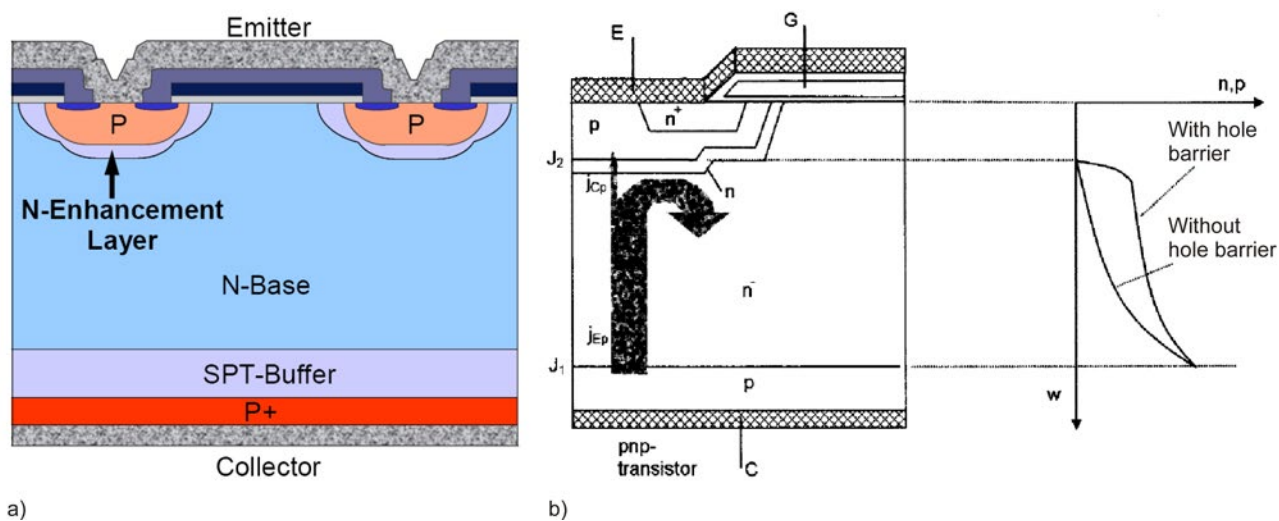 Emitter
P
P
N-Enhancement
Layer
N-Base
SPT-Buffer
P+
Collector
a)
E
G
n+
p
J2
jCp
n
n-
jEp
J1
p
pnp-
transistor
C
b)
n,p
With hole
barrier
Without
hole barrier
w